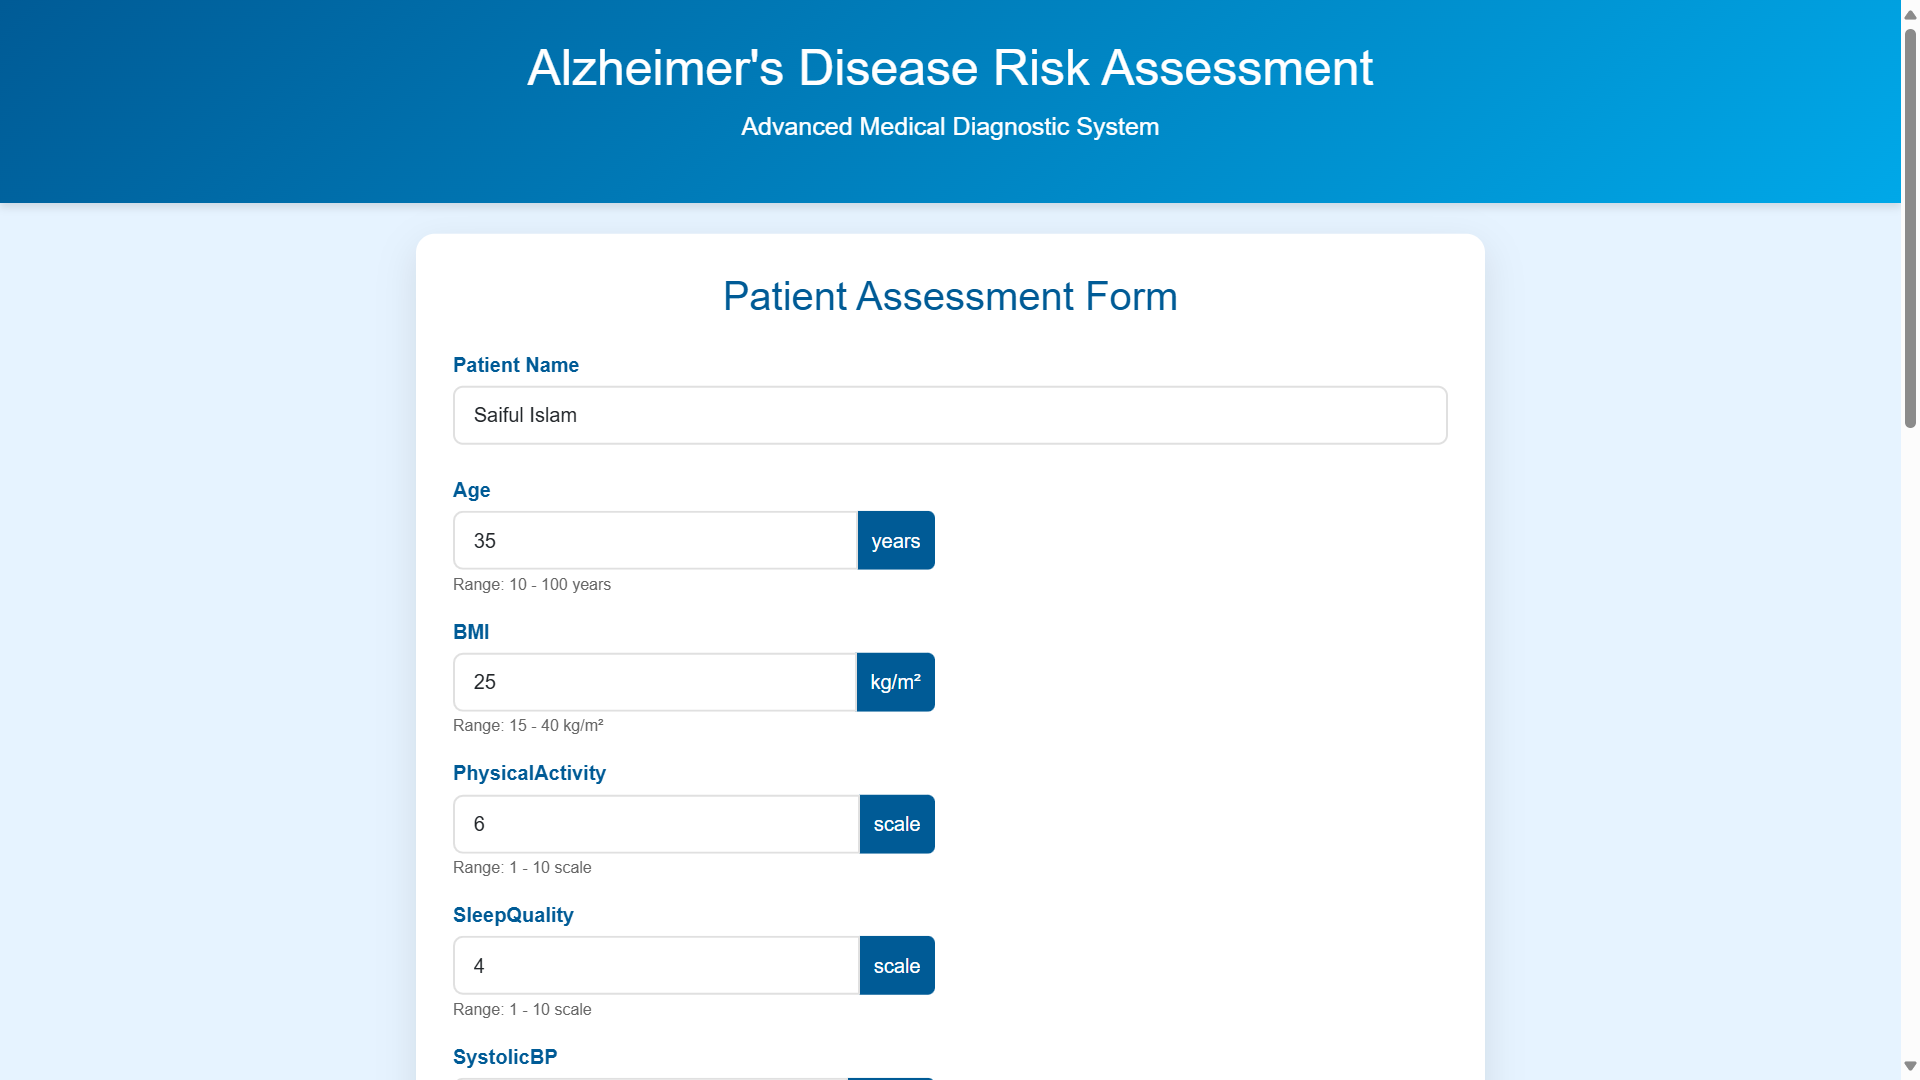 Alzheimer's Disease Risk Assessment
Advanced Medical Diagnostic System
Patient Assessment Form
Patient Name
Saiful Islam
Age
35 years
Range: 10 - 100 years
BMI
25 kg/m²
Range: 15 - 40 kg/m²
PhysicalActivity
6 scale
Range: 1 - 10 scale
SleepQuality
4 scale
Range: 1 - 10 scale
SystolicBP